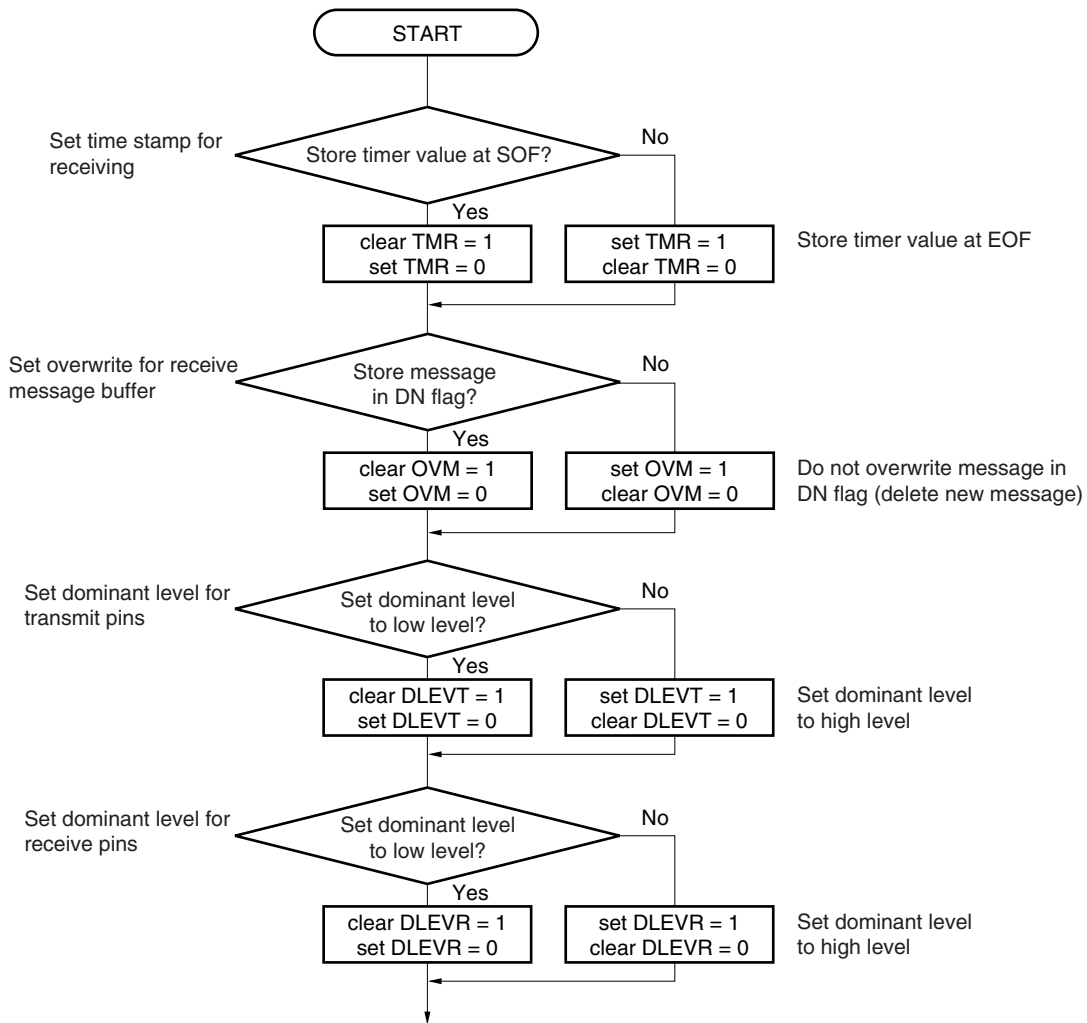 START
Set time stamp for
receiving
Store timer value at SOF?
No
Yes
clear TMR = 1
set TMR = 0
set TMR = 1
clear TMR = 0
Store timer value at EOF
Set overwrite for receive
message buffer
Store message
in DN flag?
No
Yes
clear OVM = 1
set OVM = 0
set OVM = 1
clear OVM = 0
Do not overwrite message in
DN flag (delete new message)
Set dominant level for
transmit pins
Set dominant level
to low level?
No
Yes
clear DLEVT = 1
set DLEVT = 0
set DLEVT = 1
clear DLEVT = 0
Set dominant level
to high level
Set dominant level for
receive pins
Set dominant level
to low level?
No
Yes
clear DLEVR = 1
set DLEVR = 0
set DLEVR = 1
clear DLEVR = 0
Set dominant level
to high level